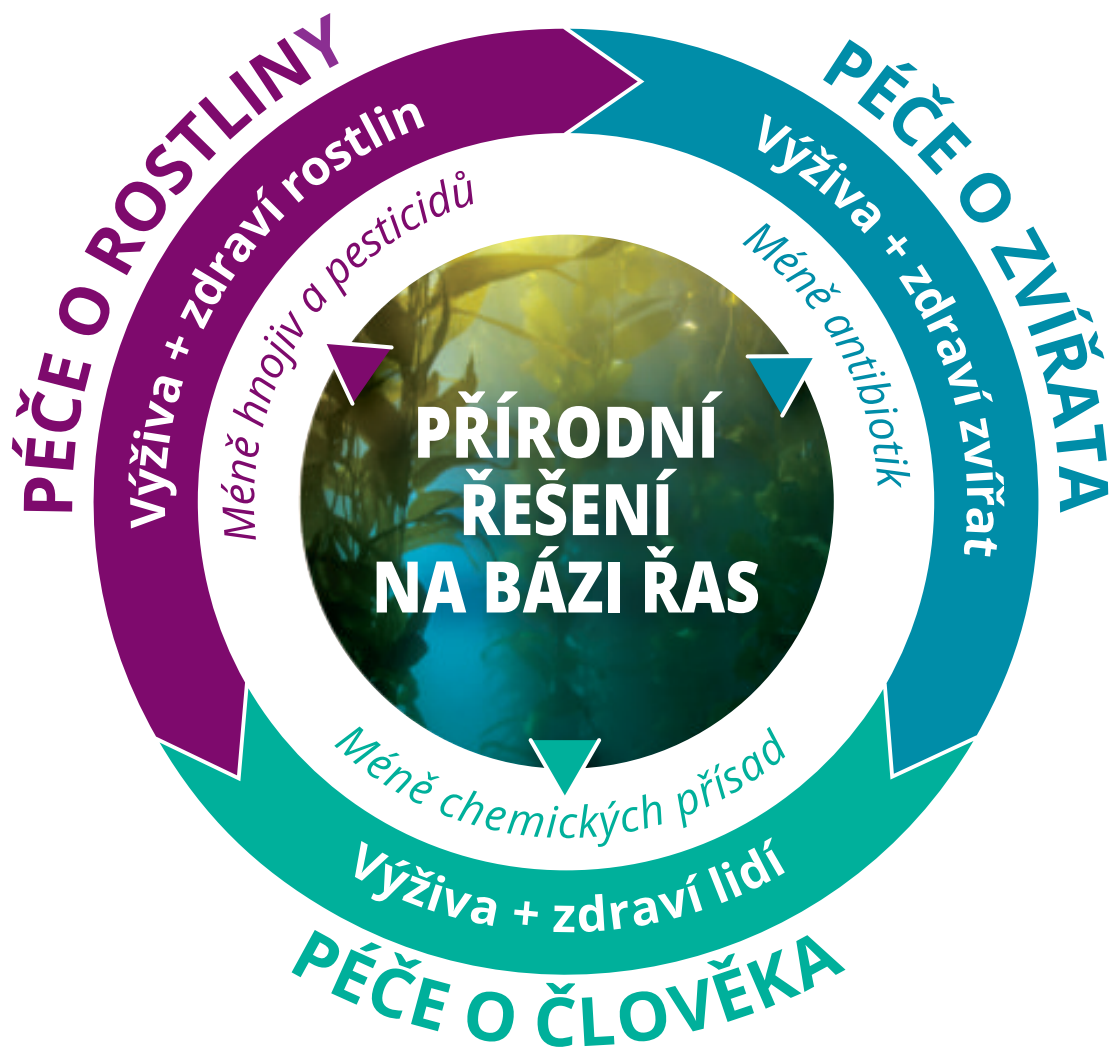 PÉČE O ROSTLINY
Výživa + zdraví rostlin
Méně hnojiv a pesticidů
PÉČE O ZVÍŘATA
Výživa + zdraví zvířat
Méně antibiotik
PŘÍRODNÍ
ŘEŠENÍ
NA BÁZI ŘAS
Méně chemických přísad
Výživa + zdraví lidí
PÉČE O ČLOVĚKA